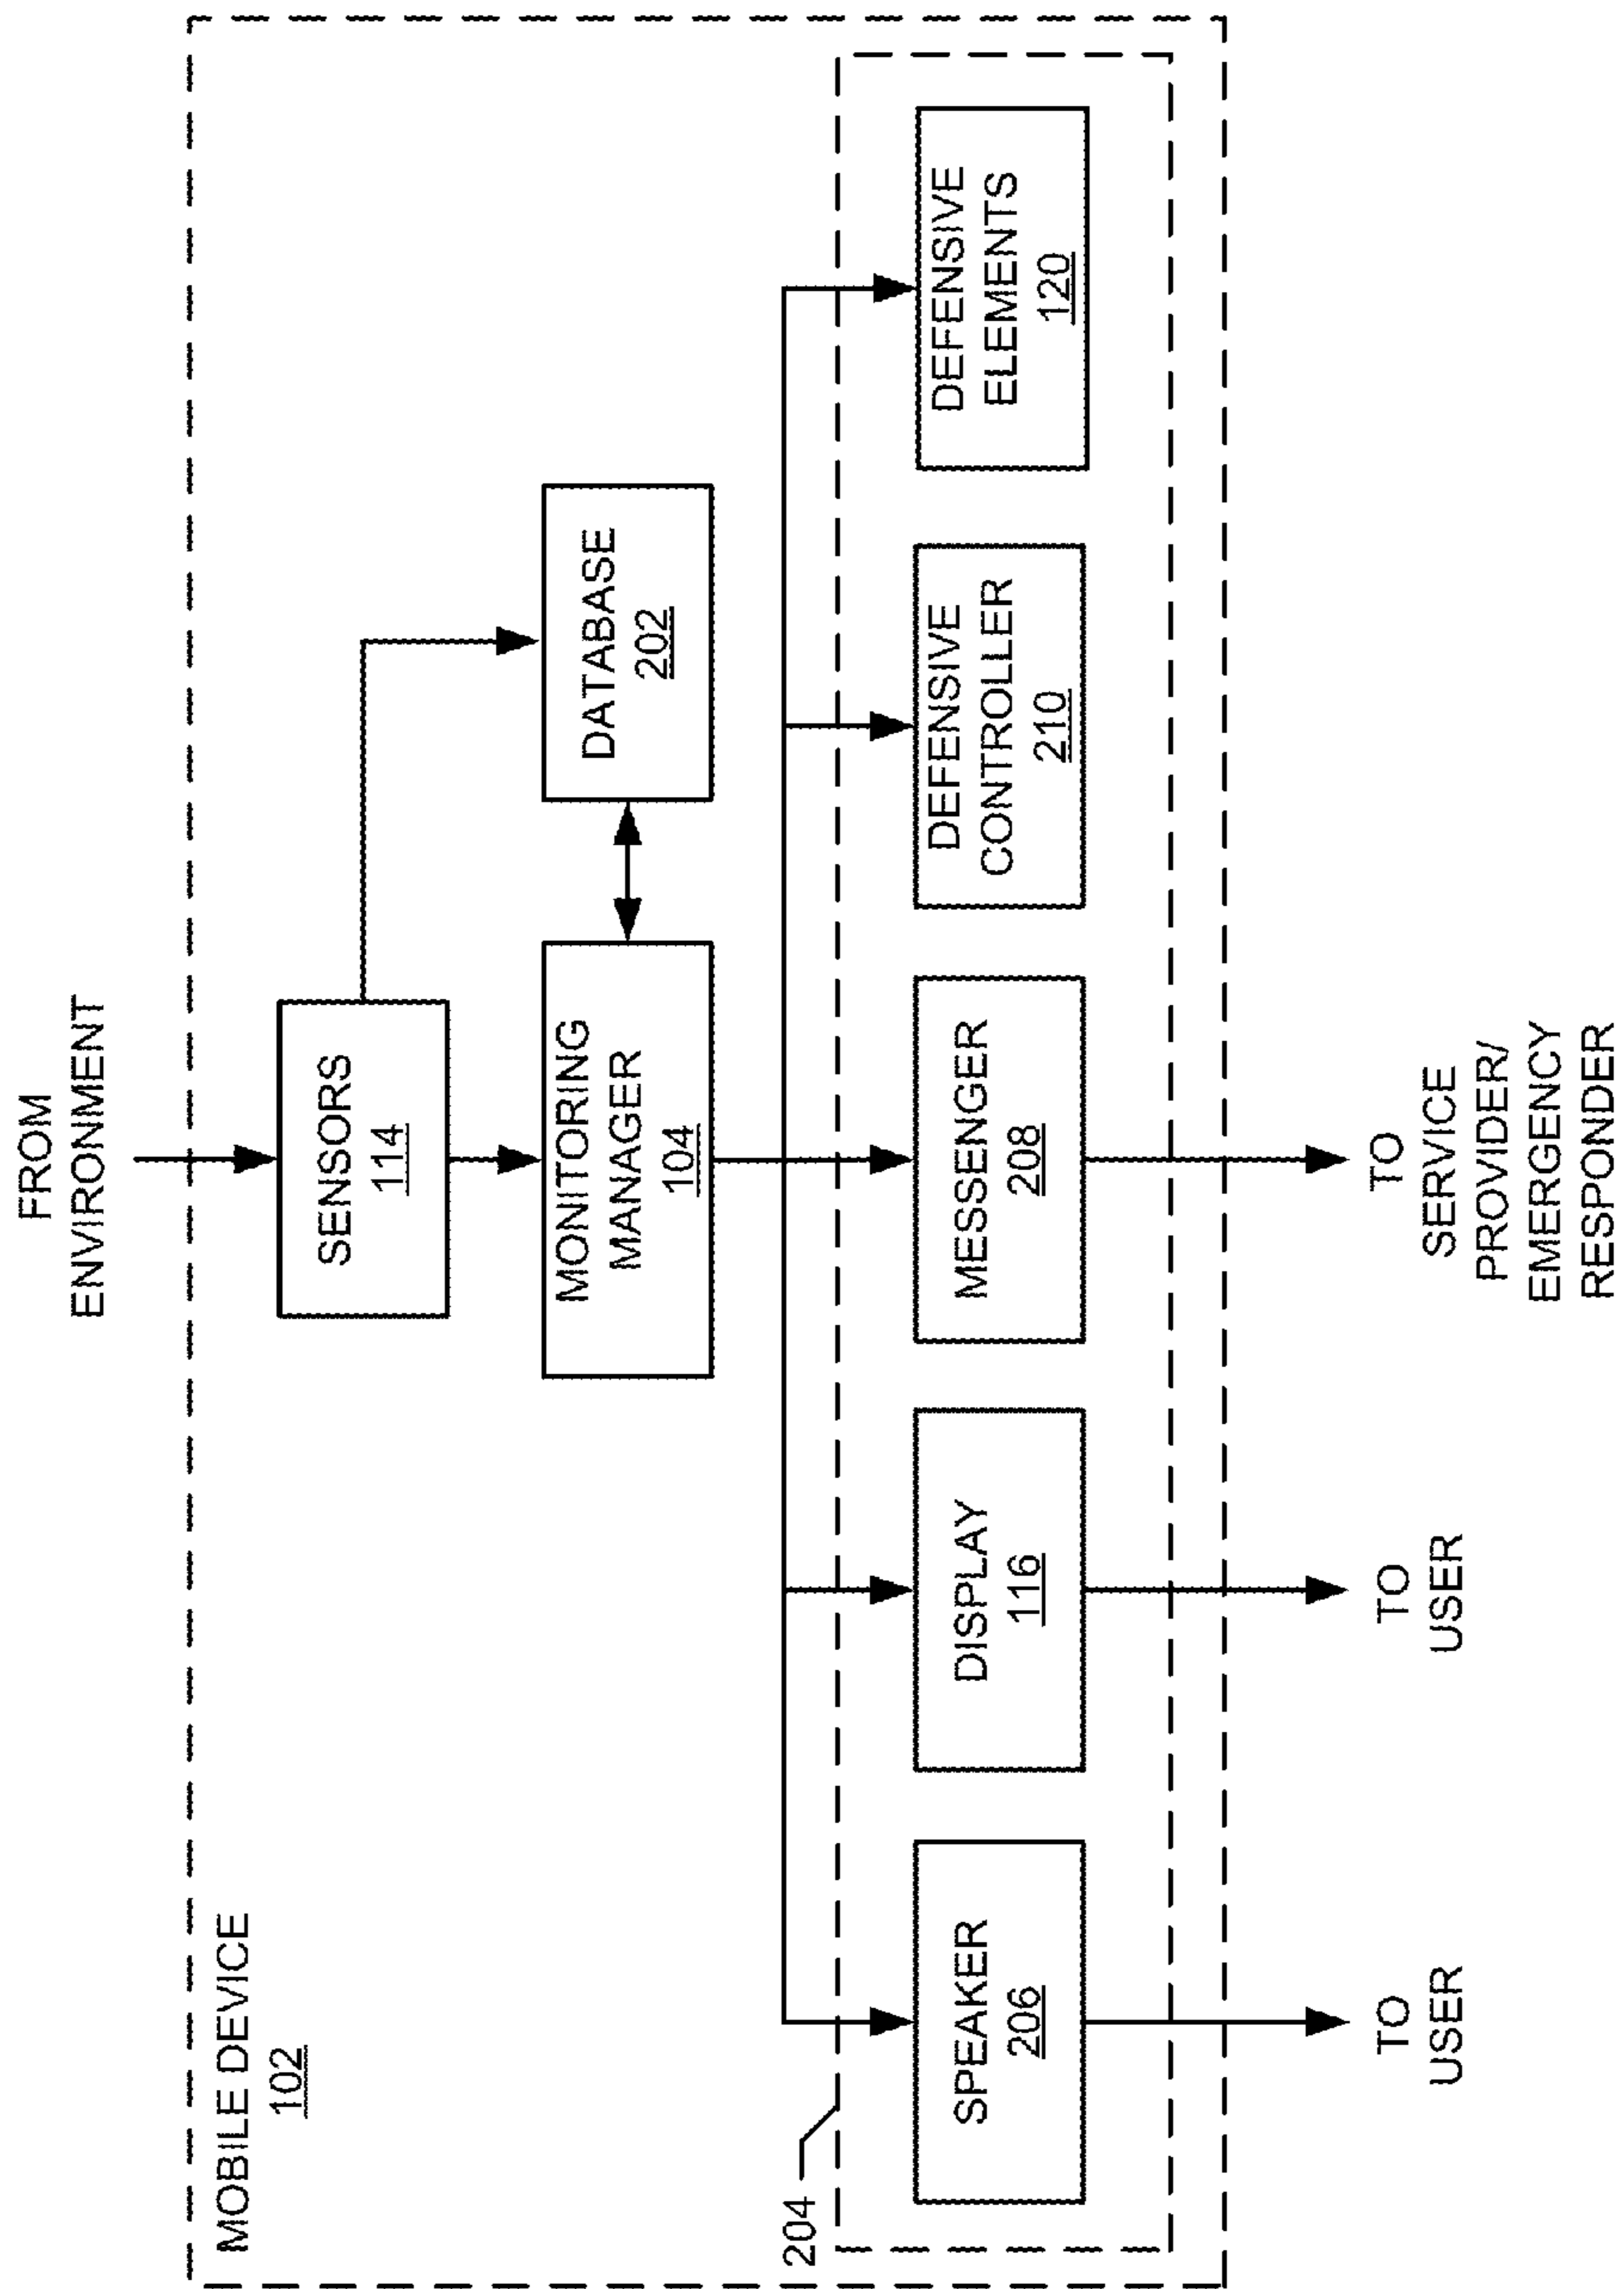 FROM
ENVIRONMENT
MOBILE DEVICE
102
SENSORS
114
MONITORING
MANAGER
104
DATABASE
202
204
SPEAKER
206
DISPLAY
116
MESSENGER
208
DEFENSIVE
CONTROLLER
210
DEFENSIVE
ELEMENTS
120
TO
USER
TO
USER
TO
SERVICE
PROVIDER/
EMERGENCY
RESPONDER